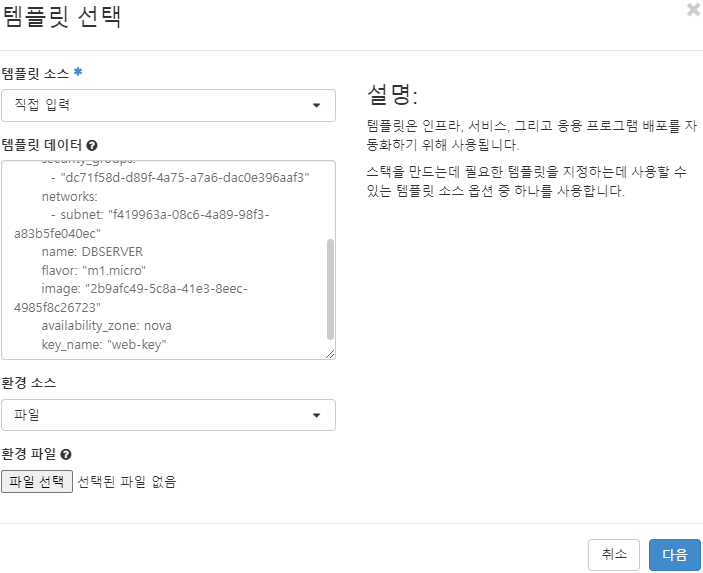 템플릿 선택
×
템플릿 소스 *
직접 입력
템플릿 데이터
security_groups:
- "dc71f58d-d89f-4a75-a7a6-dac0e396aaf3"
networks:
- subnet: "f419963a-08c6-4a89-98f3-
a83b5fe040ec"
name: DBSERVER
flavor: "m1.micro"
image: "2b9afc49-5c8a-41e3-8eec-
4985f8c26723"
availability_zone: nova
key_name: "web-key"
환경 소스
파일
환경 파일
파일 선택 선택된 파일 없음
설명:
템플릿은 인프라, 서비스, 그리고 응용 프로그램 배포를 자
동화하기 위해 사용됩니다.
스택을 만드는데 필요한 템플릿을 지정하는데 사용할 수
있는 템플릿 소스 옵션 중 하나를 사용합니다.
취소
다음